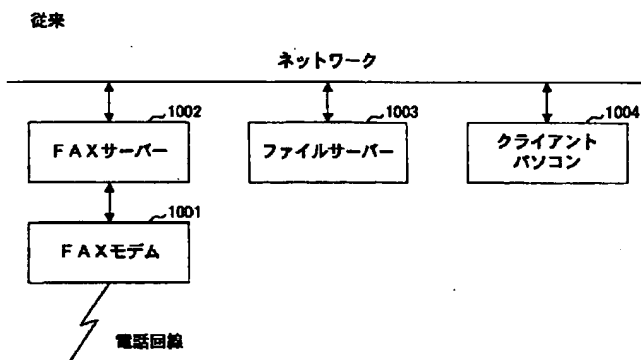 従来
ネットワーク
1002
1003
1004
FAXサーバー
ファイルサーバー
クライアント
パソコン
1001
FAXモデム
電話回線